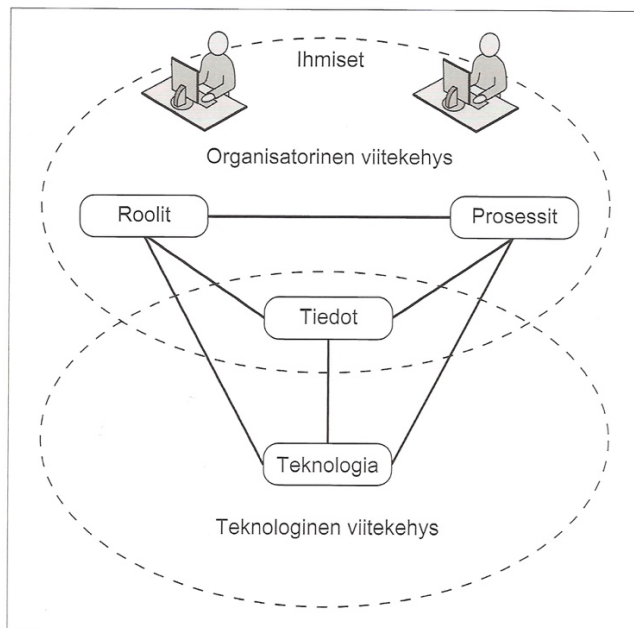 Ihmiset
Organisatorinen viitekehys
Roolit
Prosessit
Tiedot
Teknologia
Teknologinen viitekehys